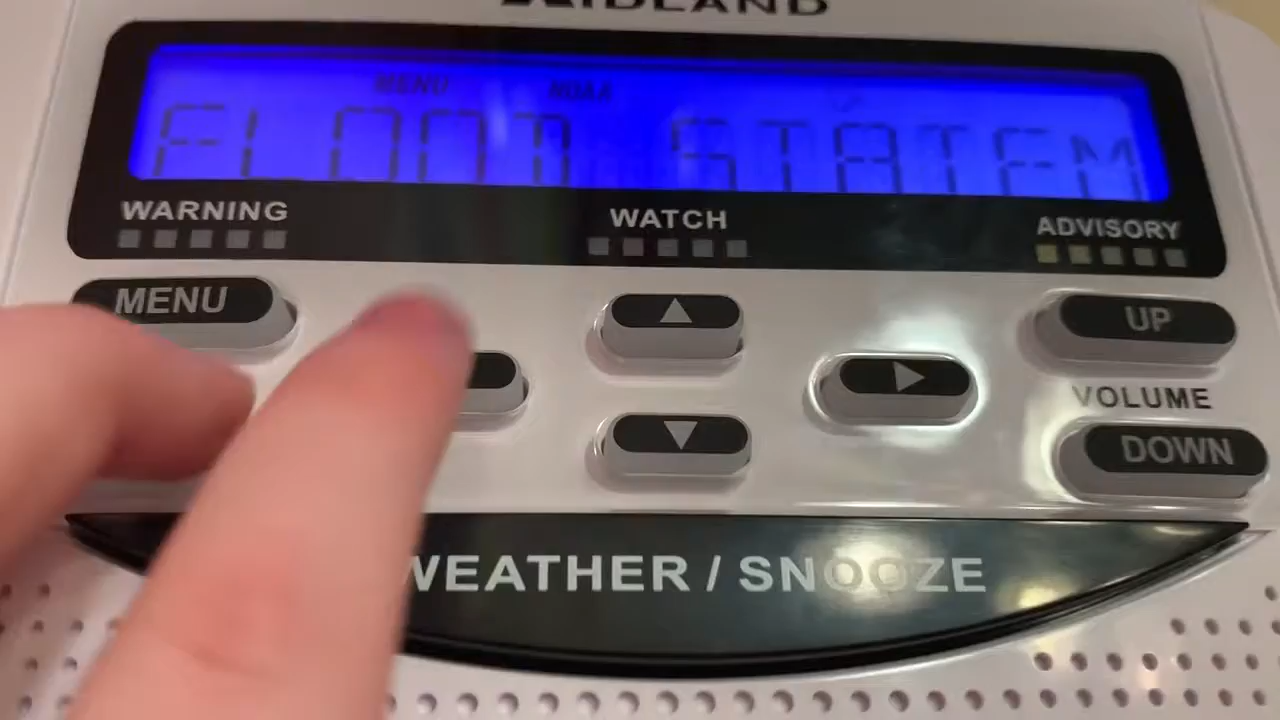 MIDLAND
MENU NOAA
FLOOD STATEM
WARNING WATCH ADVISORY
MENU
UP
VOLUME
DOWN
WEATHER / SNOOZE